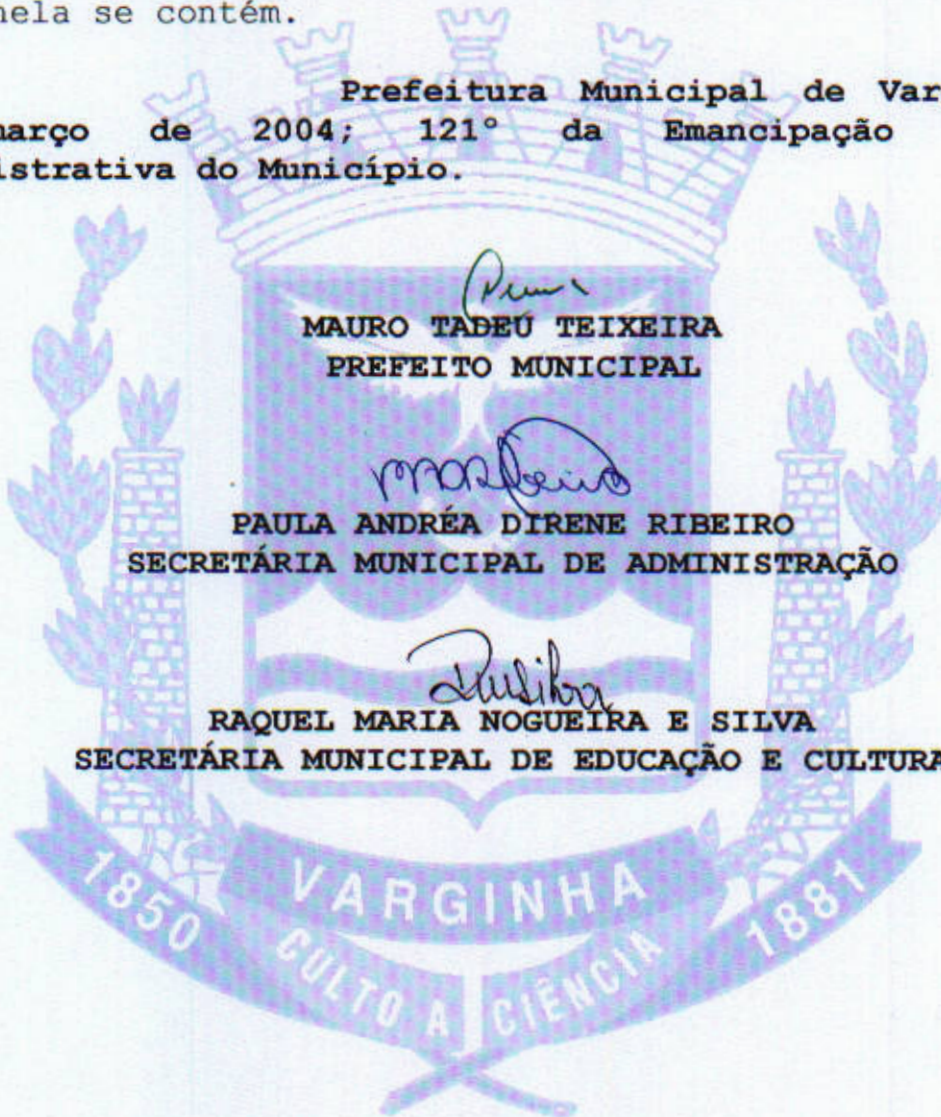 nela se contém.
Prefeitura Municipal de Var
março de 2004; 121º da Emancipação
istrativa do Município.
MAURO TADEU TEIXEIRA
PREFEITO MUNICIPAL
PAULA ANDRÉA DIRENE RIBEIRO
SECRETÁRIA MUNICIPAL DE ADMINISTRAÇÃO
RAQUEL MARIA NOGUEIRA E SILVA
SECRETÁRIA MUNICIPAL DE EDUCAÇÃO E CULTURA
VARGINHA
1850 CULTO A CIÊNCIA 1881